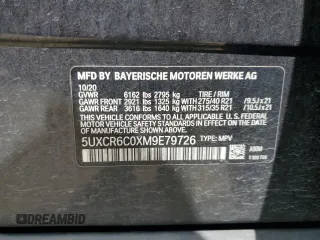 MFD BY BAYERISCHE MOTOREN WERKE AG
10/20
GVWR 6162 lbs 2795 kg TIRE / RIM
GAWR FRONT 2921 lbs 1325 kg 275/40 R21 /9.5J x 21
GAWR REAR 3616 lbs 1640 kg 315/35 R21 /10.5J x 21
THIS VEHICLE CONFORMS TO ALL APPLICABLE U. S. FEDERAL
MOTOR VEHICLE SAFETY STANDARDS IN EFFECT ON THE DATE
OF MANUFACTURE SHOWN ABOVE.
5UXCR6C0XM9E79726 TYPE: MPV
DREAMBID